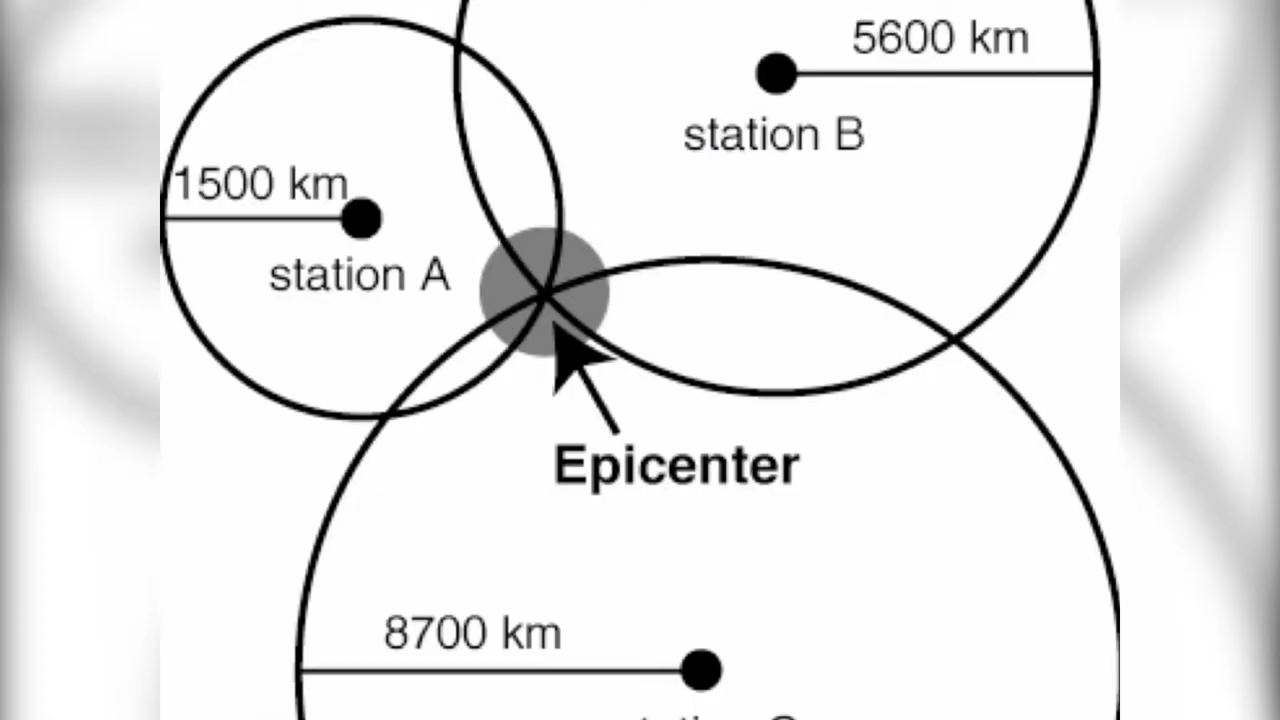 5600 km
station B
1500 km
station A
Epicenter
8700 km